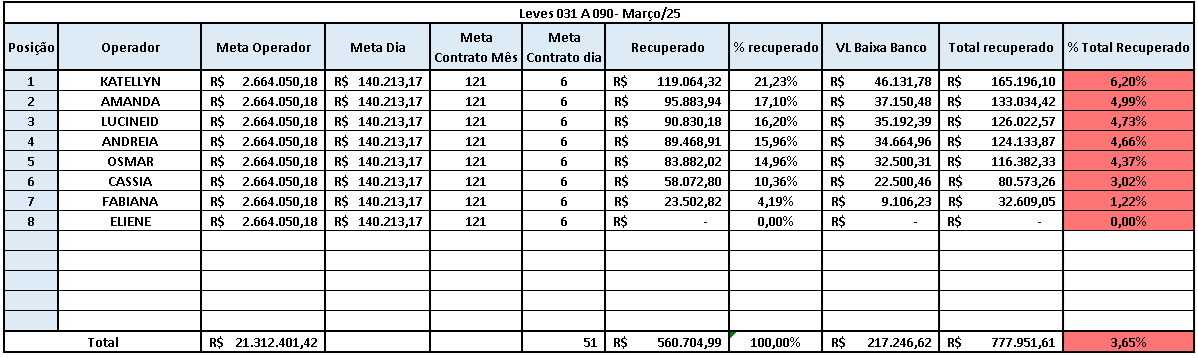 Leves 031 A 090- Março/25
Posição Operador Meta Operador Meta Dia Meta Contrato Mês Meta Contrato dia Recuperado % recuperado VL Baixa Banco Total recuperado % Total Recuperado
1 KATELLYN R$ 2.664.050,18 R$ 140.213,17 121 6 R$ 119.064,32 21,23% R$ 46.131,78 R$ 165.196,10 6,20%
2 AMANDA R$ 2.664.050,18 R$ 140.213,17 121 6 R$ 95.883,94 17,10% R$ 37.150,48 R$ 133.034,42 4,99%
3 LUCINEID R$ 2.664.050,18 R$ 140.213,17 121 6 R$ 90.830,18 16,20% R$ 35.192,39 R$ 126.022,57 4,73%
4 ANDREIA R$ 2.664.050,18 R$ 140.213,17 121 6 R$ 89.468,91 15,96% R$ 34.664,96 R$ 124.133,87 4,66%
5 OSMAR R$ 2.664.050,18 R$ 140.213,17 121 6 R$ 83.882,02 14,96% R$ 32.500,31 R$ 116.382,33 4,37%
6 CASSIA R$ 2.664.050,18 R$ 140.213,17 121 6 R$ 58.072,80 10,36% R$ 22.500,46 R$ 80.573,26 3,02%
7 FABIANA R$ 2.664.050,18 R$ 140.213,17 121 6 R$ 23.502,82 4,19% R$ 9.106,23 R$ 32.609,05 1,22%
8 ELIENE R$ 2.664.050,18 R$ 140.213,17 121 6 R$ - 0,00% R$ - R$ - 0,00%
Total R$ 21.312.401,42 51 R$ 560.704,99 100,00% R$ 217.246,62 R$ 777.951,61 3,65%